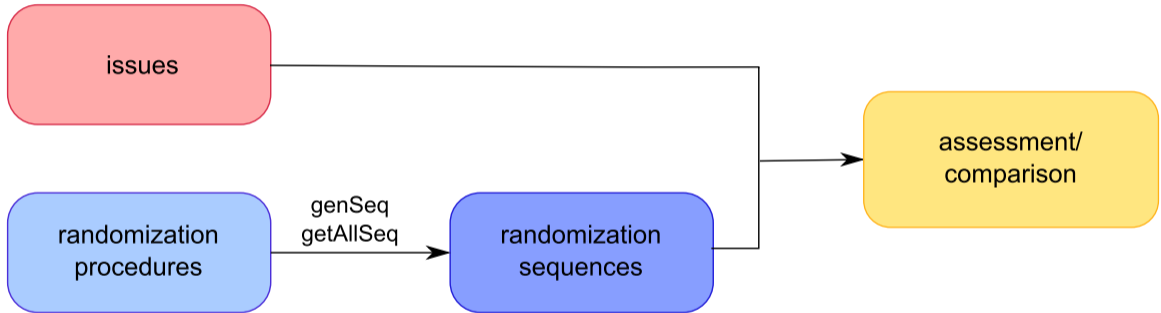 issues
assessment/
comparison
genSeq
getAllSeq
randomization
procedures
randomization
sequences